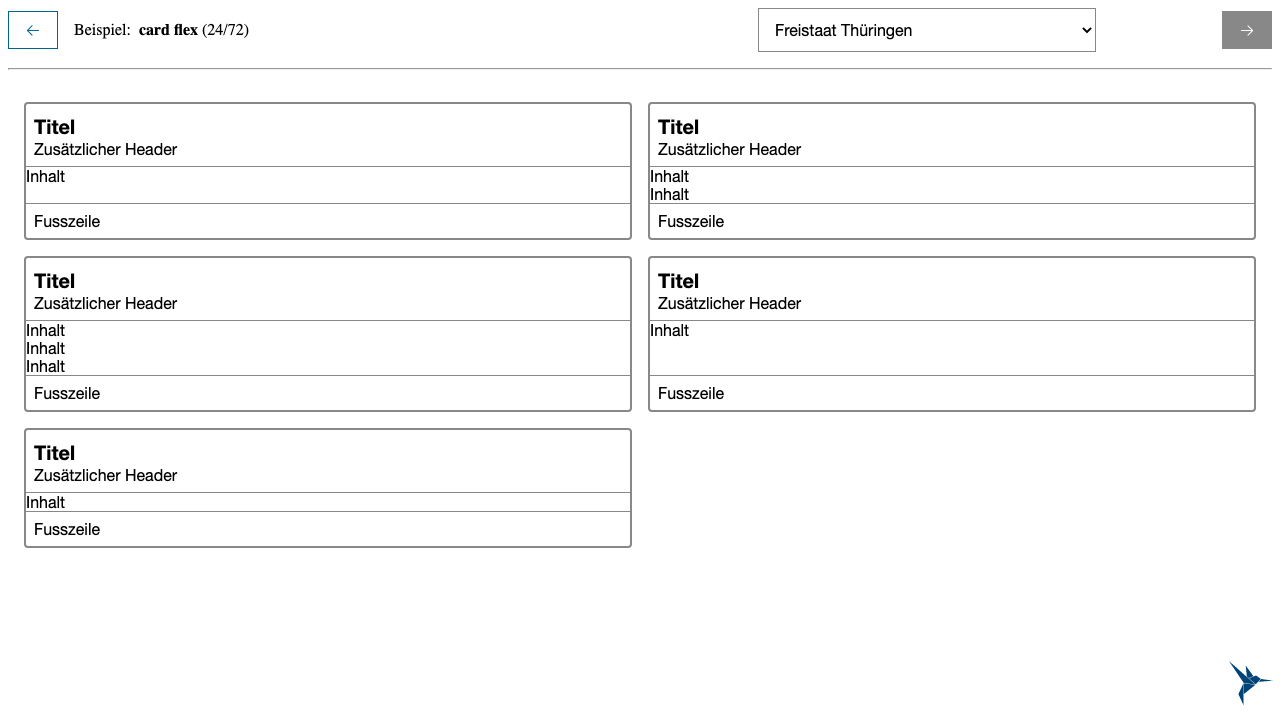 Beispiel: card flex (24/72)
Freistaat Thüringen
Titel
Zusätzlicher Header
Inhalt
Fusszeile
Titel
Zusätzlicher Header
Inhalt
Inhalt
Fusszeile
Titel
Zusätzlicher Header
Inhalt
Inhalt
Inhalt
Fusszeile
Titel
Zusätzlicher Header
Inhalt
Fusszeile
Titel
Zusätzlicher Header
Inhalt
Fusszeile